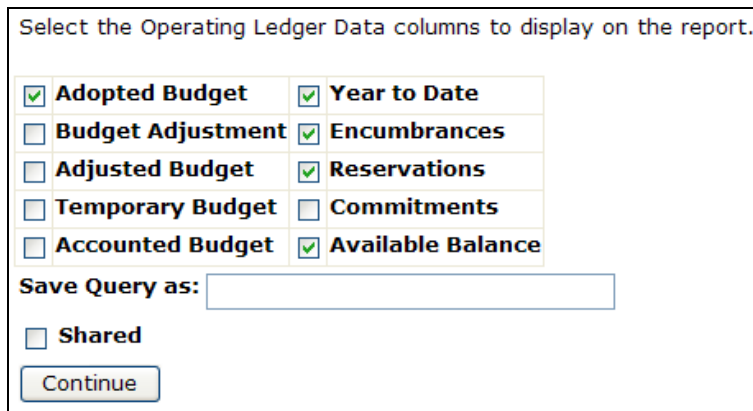 Select the Operating Ledger Data columns to display on the report.
Adopted Budget Year to Date
Budget Adjustment Encumbrances
Adjusted Budget Reservations
Temporary Budget Commitments
Accounted Budget Available Balance
Save Query as:
Shared
Continue